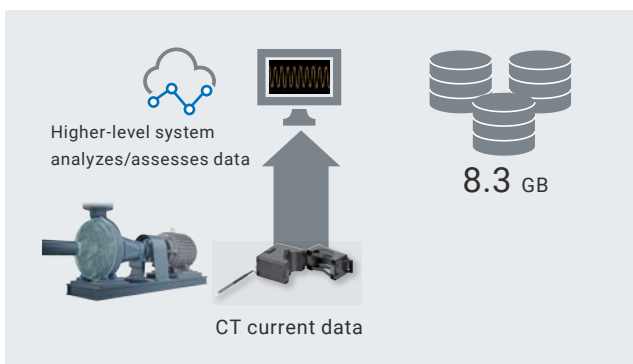 Higher-level system
analyzes/assesses data
8.3 GB
CT current data